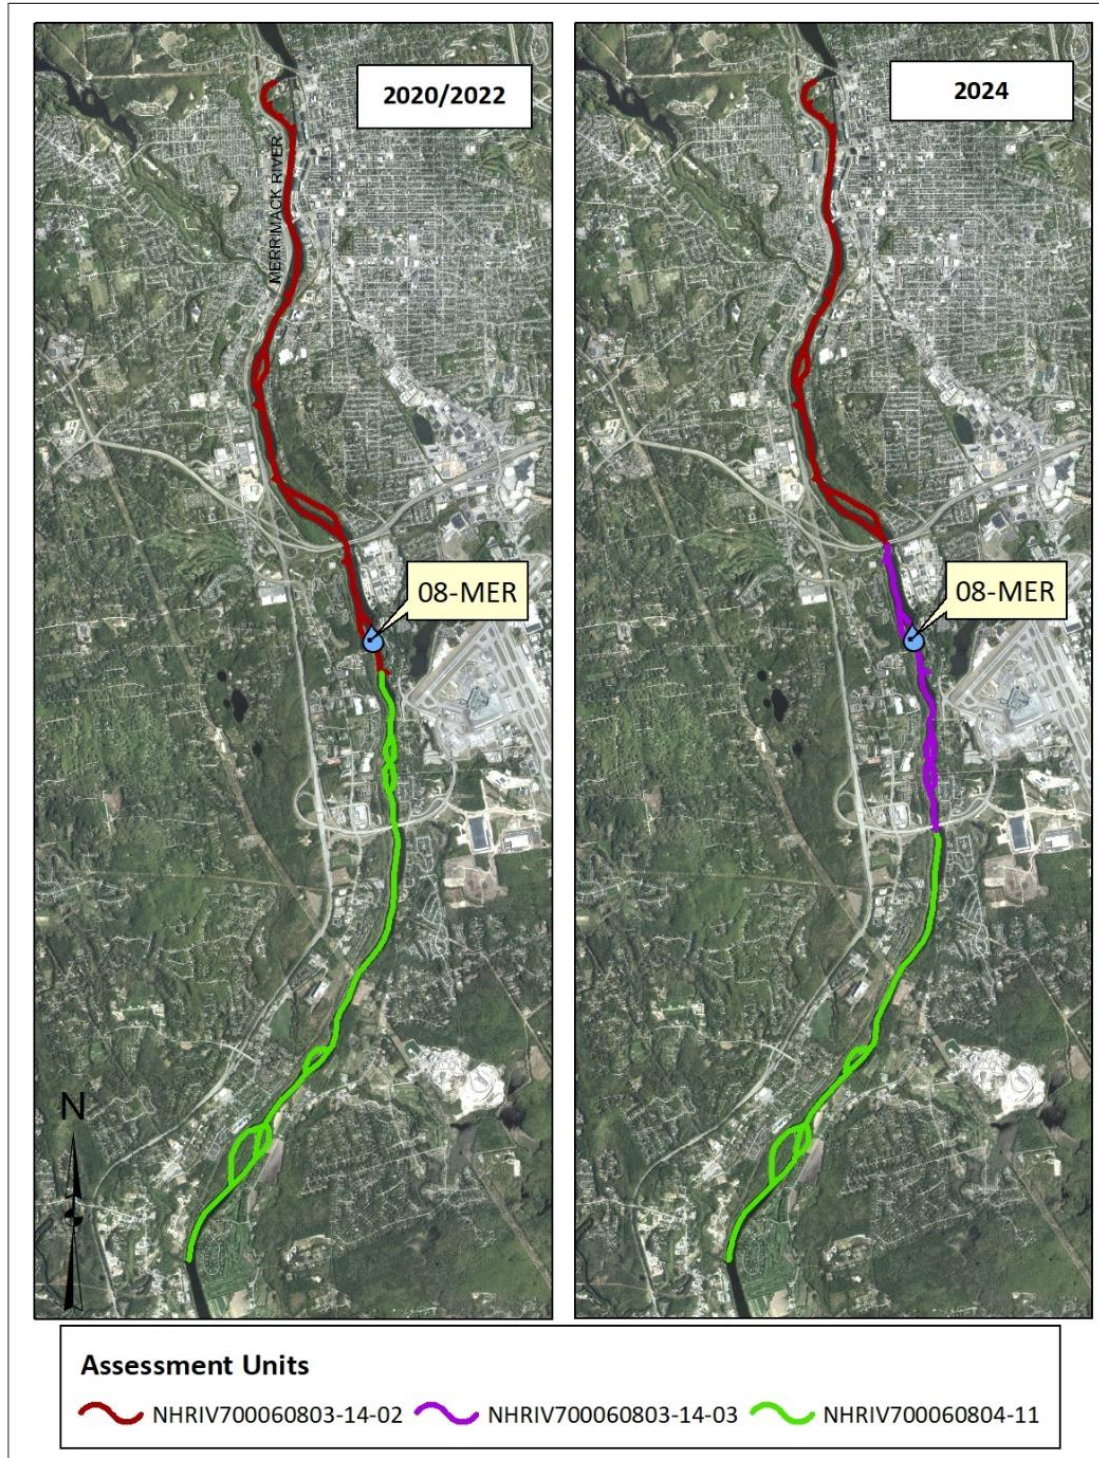 2020/2022
2024
MERRIMACK RIVER
08-MER
08-MER
N
Assessment Units
NHRIV700060803-14-02
NHRIV700060803-14-03
NHRIV700060804-11